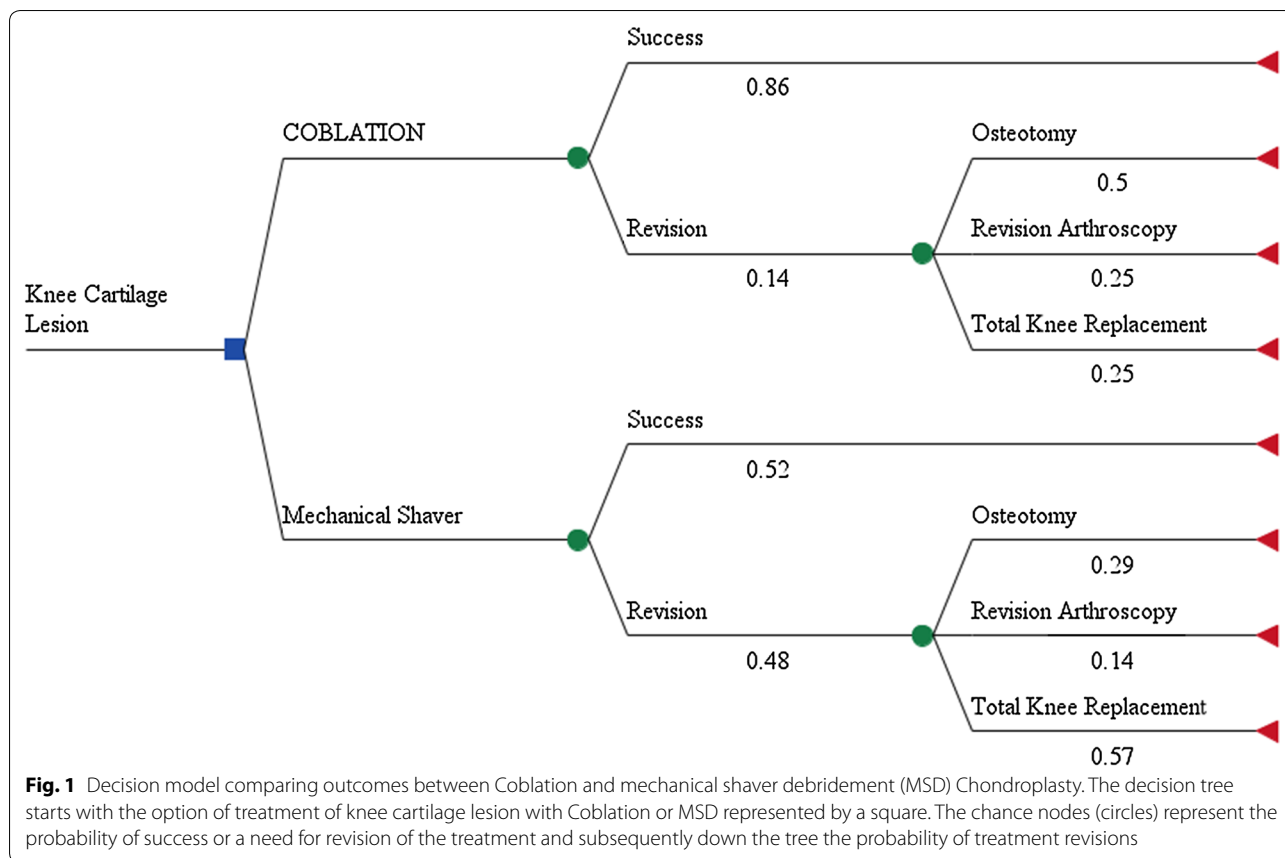 Success
0.86
COBLATION
Osteotomy
0.5
Revision
0.14
Revision Arthroscopy
0.25
Knee Cartilage
Lesion
Total Knee Replacement
0.25
Success
0.52
Mechanical Shaver
Osteotomy
0.29
Revision
0.48
Revision Arthroscopy
0.14
Total Knee Replacement
0.57
Fig. 1 Decision model comparing outcomes between Coblation and mechanical shaver debridement (MSD) Chondroplasty. The decision tree
starts with the option of treatment of knee cartilage lesion with Coblation or MSD represented by a square. The chance nodes (circles) represent the
probability of success or a need for revision of the treatment and subsequently down the tree the probability of treatment revisions